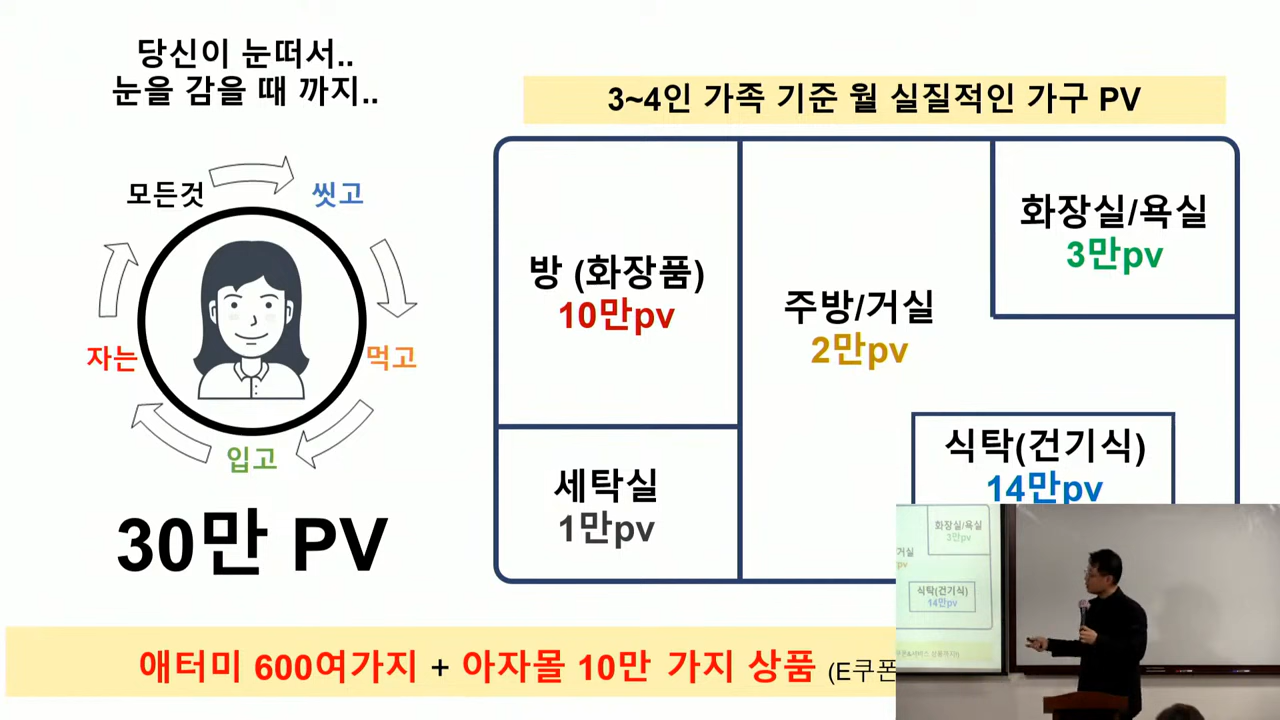 당신이 눈떠서..
눈을 감을 때 까지..
모든것
씻고
자는
먹고
입고
30만 PV
3~4인 가족 기준 월 실질적인 가구 PV
방 (화장품)
10만pv
주방/거실
2만pv
화장실/욕실
3만pv
세탁실
1만pv
식탁(건기식)
14만pv
애터미 600여가지 + 아자몰 10만 가지 상품 (E쿠폰
화장실/욕실
3만pv
거실
pv
식탁(건기식)
14만pv